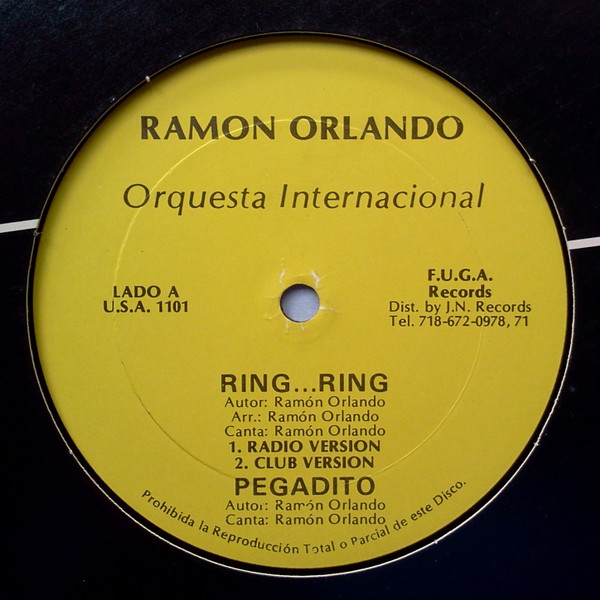 RAMON ORLANDO
Orquesta Internacional
LADO A
U.S.A. 1101
F.U.G.A.
Records
Dist. by J.N. Records
Tel. 718-672-0978, 71
RING...RING
Autor: Ramón Orlando
Arr.: Ramón Orlando
Canta: Ramón Orlando
1. RADIO VERSION
2. CLUB VERSION
PEGADITO
Autor: Ramón Orlando
Canta: Ramón Orlando
Prohibida la Reproducción Total o Parcial de este Disco.